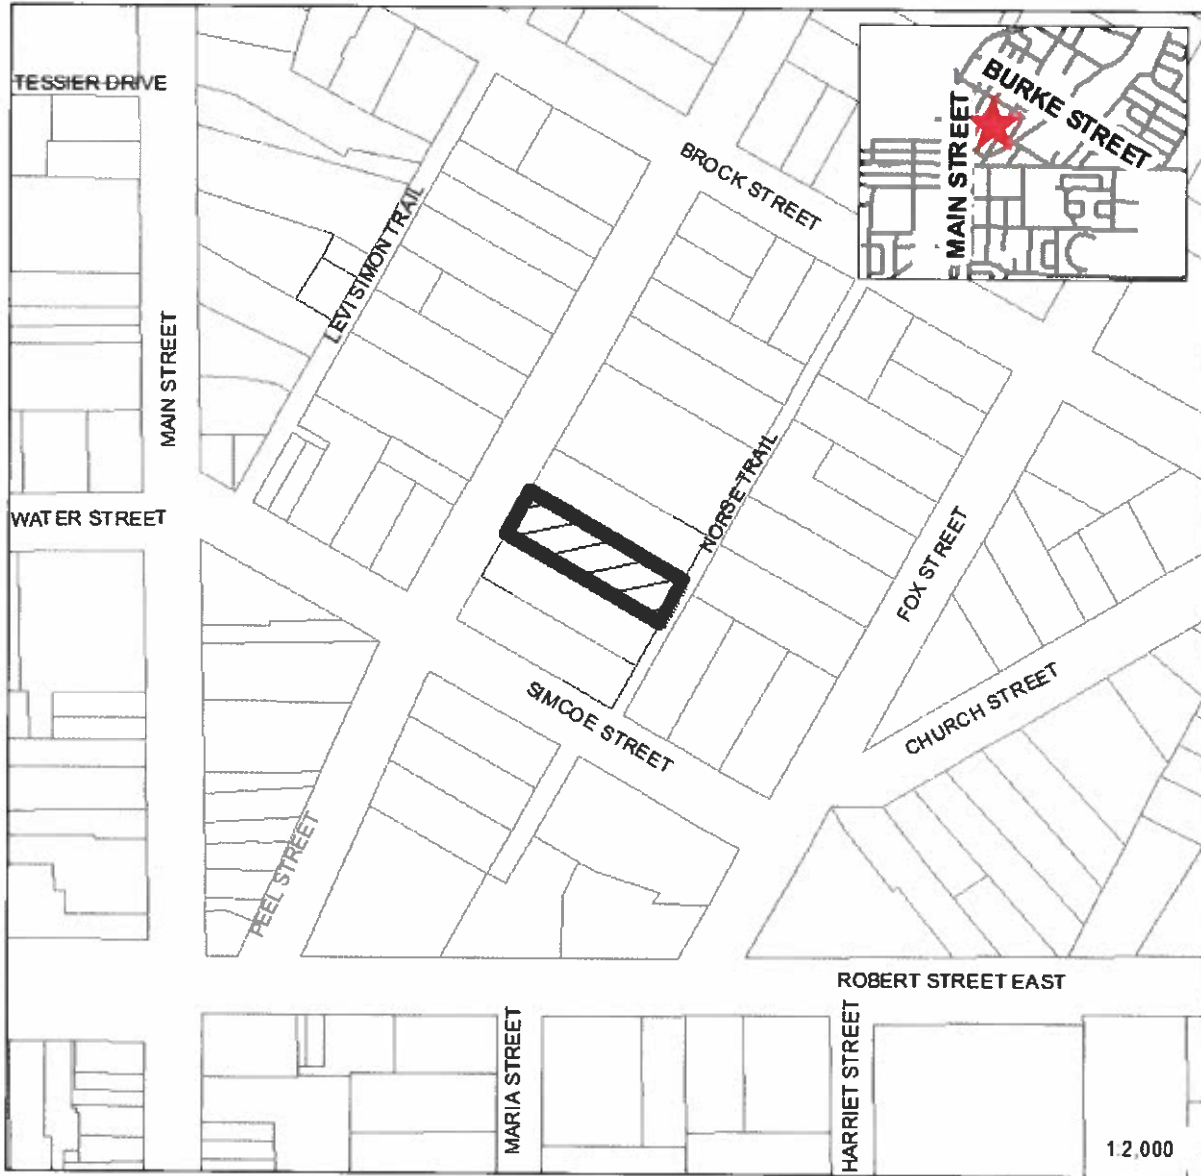 TESSIER DRIVE
BURKE STREET
MAIN STREET
BROCK STREET
LEVI SIMON TRAIL
MAIN STREET
NORSE TRAIL
WATER STREET
FOX STREET
SIMCOE STREET
CHURCH STREET
PEEL STREET
ROBERT STREET EAST
MARIA STREET
HARRIET STREET
1:2,000